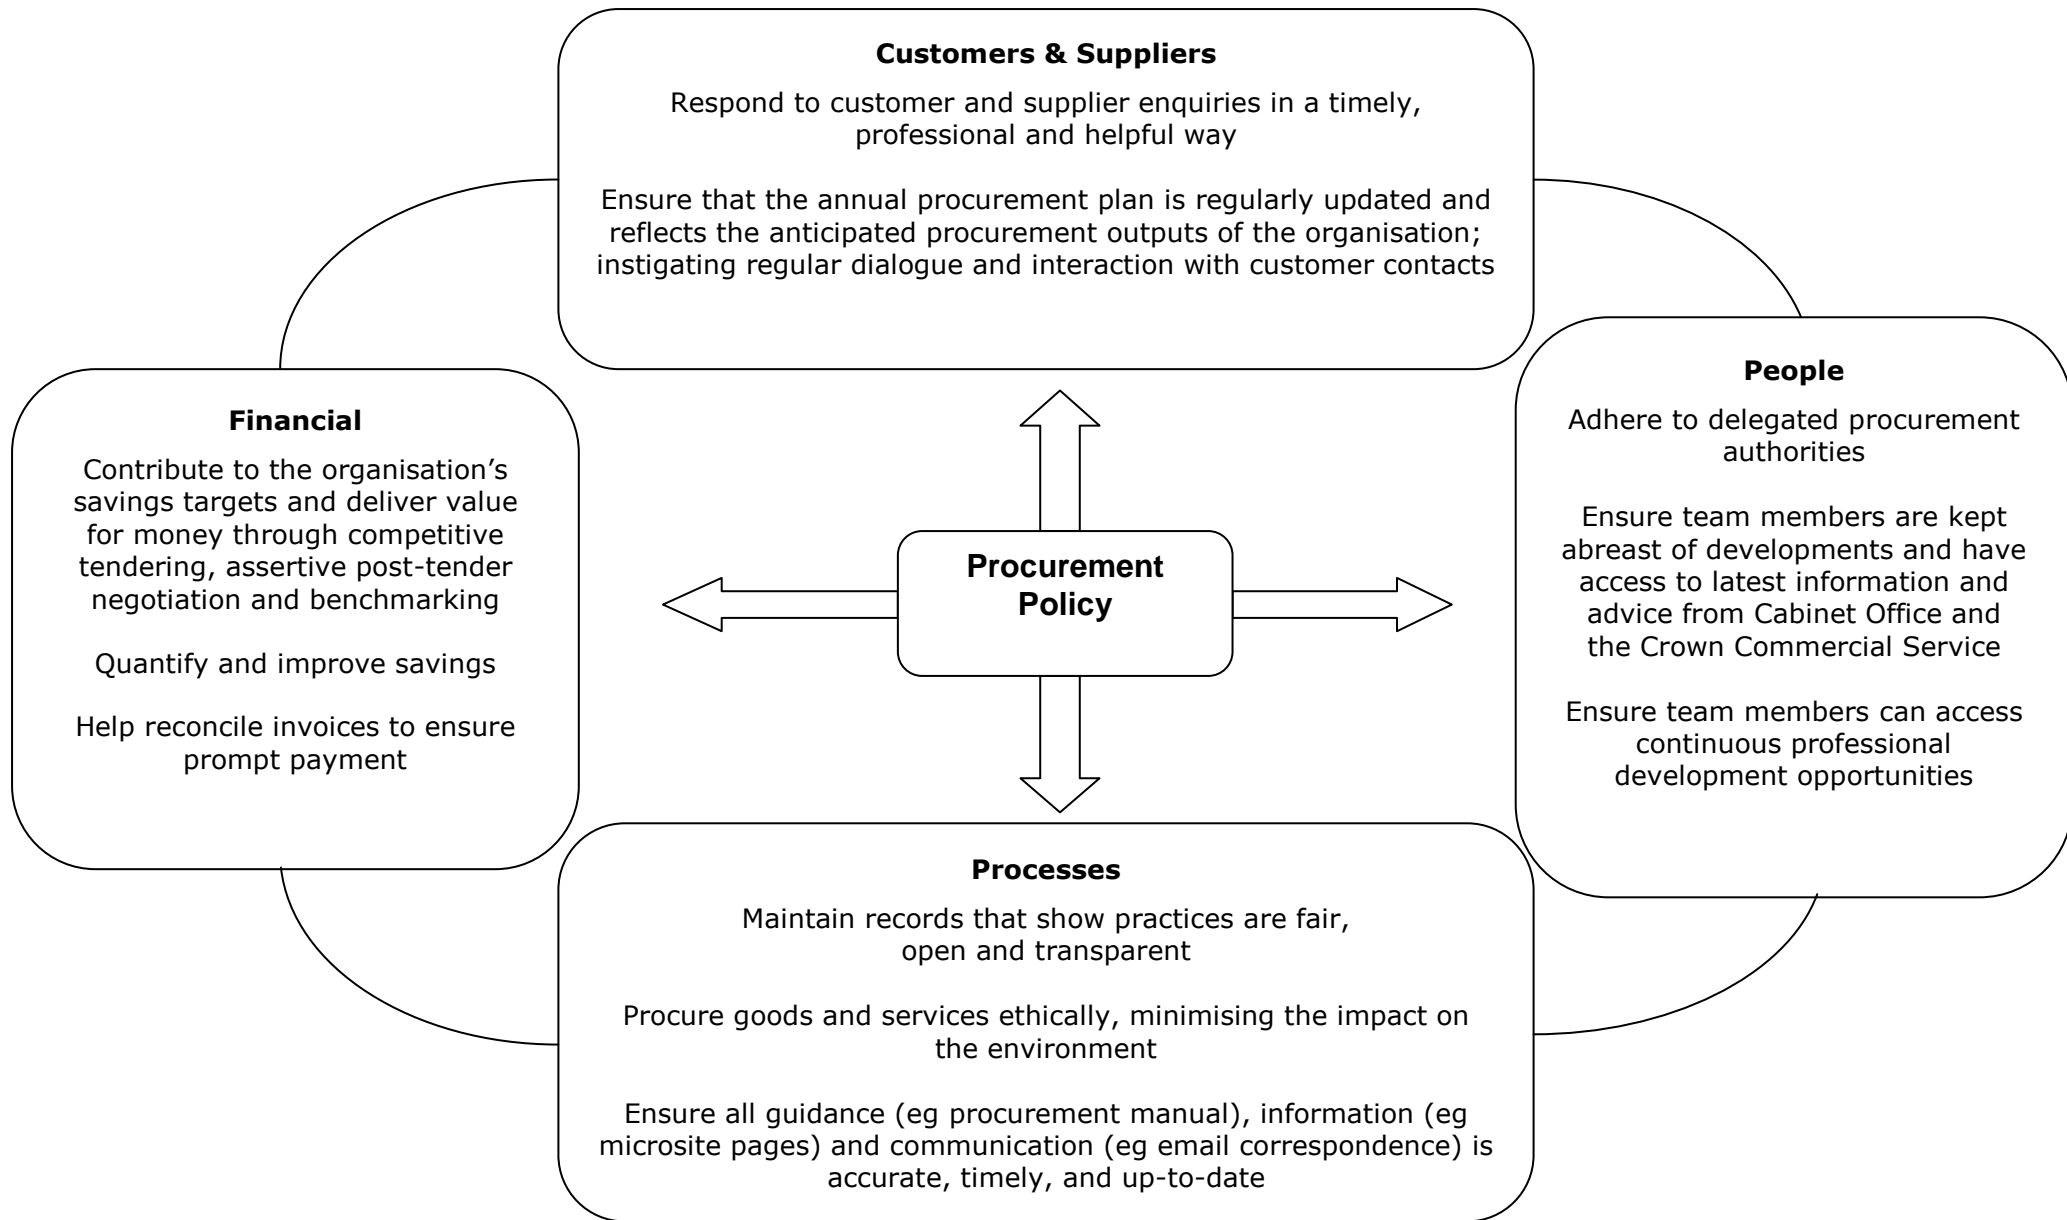 Customers & Suppliers
Respond to customer and supplier enquiries in a timely,
professional and helpful way
Ensure that the annual procurement plan is regularly updated and
reflects the anticipated procurement outputs of the organisation;
instigating regular dialogue and interaction with customer contacts
Financial
Contribute to the organisation’s
savings targets and deliver value
for money through competitive
tendering, assertive post-tender
negotiation and benchmarking
Quantify and improve savings
Help reconcile invoices to ensure
prompt payment
Procurement
Policy
People
Adhere to delegated procurement
authorities
Ensure team members are kept
abreast of developments and have
access to latest information and
advice from Cabinet Office and
the Crown Commercial Service
Ensure team members can access
continuous professional
development opportunities
Processes
Maintain records that show practices are fair,
open and transparent
Procure goods and services ethically, minimising the impact on
the environment
Ensure all guidance (eg procurement manual), information (eg
microsite pages) and communication (eg email correspondence) is
accurate, timely, and up-to-date